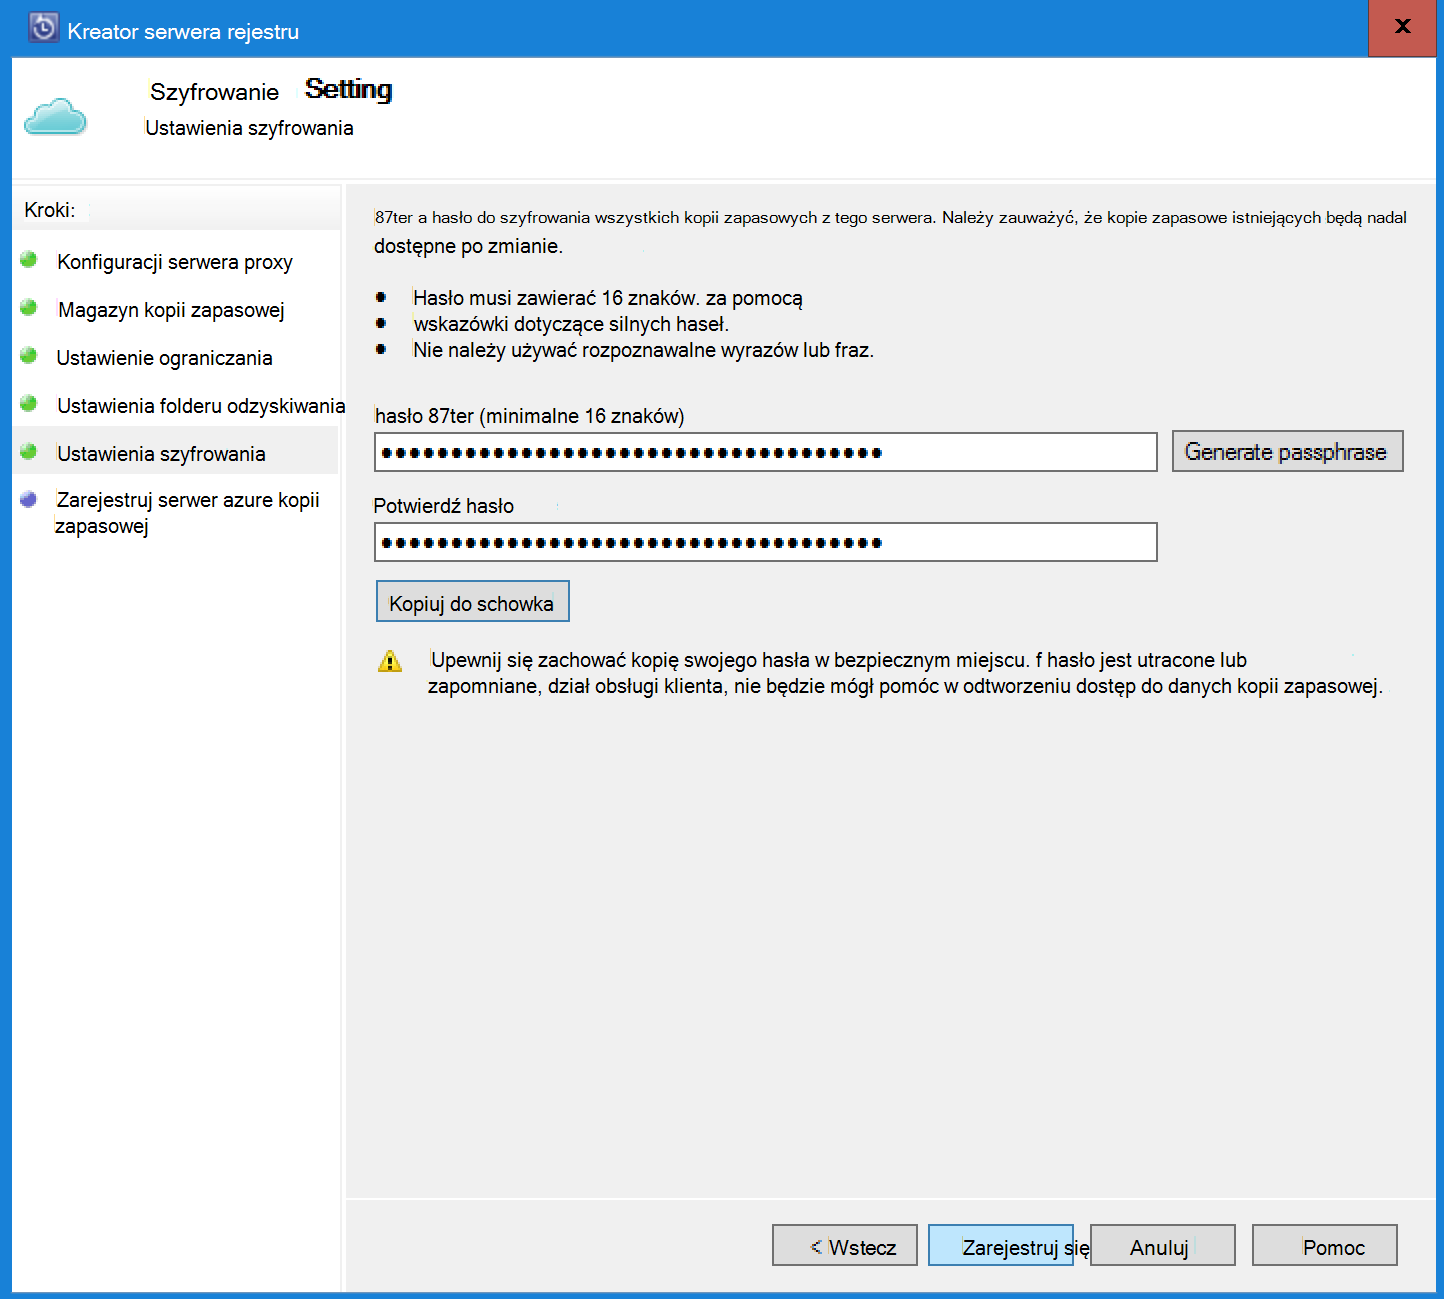 Kreator serwera rejestru
x
Szyfrowanie Setting
Ustawienia szyfrowania
Kroki:
Konfiguracji serwera proxy
Magazyn kopii zapasowej
Ustawienie ograniczania
Ustawienia folderu odzyskiwania
Ustawienia szyfrowania
Zarejestruj serwer azure kopii
zapasowej
87ter a hasło do szyfrowania wszystkich kopii zapasowych z tego serwera. Należy zauważyć, że kopie zapasowe istniejących będą nadal
dostępne po zmianie.
• Hasło musi zawierać 16 znaków. za pomocą
• wskazówki dotyczące silnych haseł.
• Nie należy używać rozpoznawalne wyrazów lub fraz.
hasło 87ter (minimalne 16 znaków)
Generate passphrase
Potwierdź hasło
Kopiuj do schowka
Upewnij się zachować kopię swojego hasła w bezpiecznym miejscu. f hasło jest utracone lub
zapomniane, dział obsługi klienta, nie będzie mógł pomóc w odtworzeniu dostęp do danych kopii zapasowej.
< Wstecz
Zarejestruj się
Anuluj
Pomoc